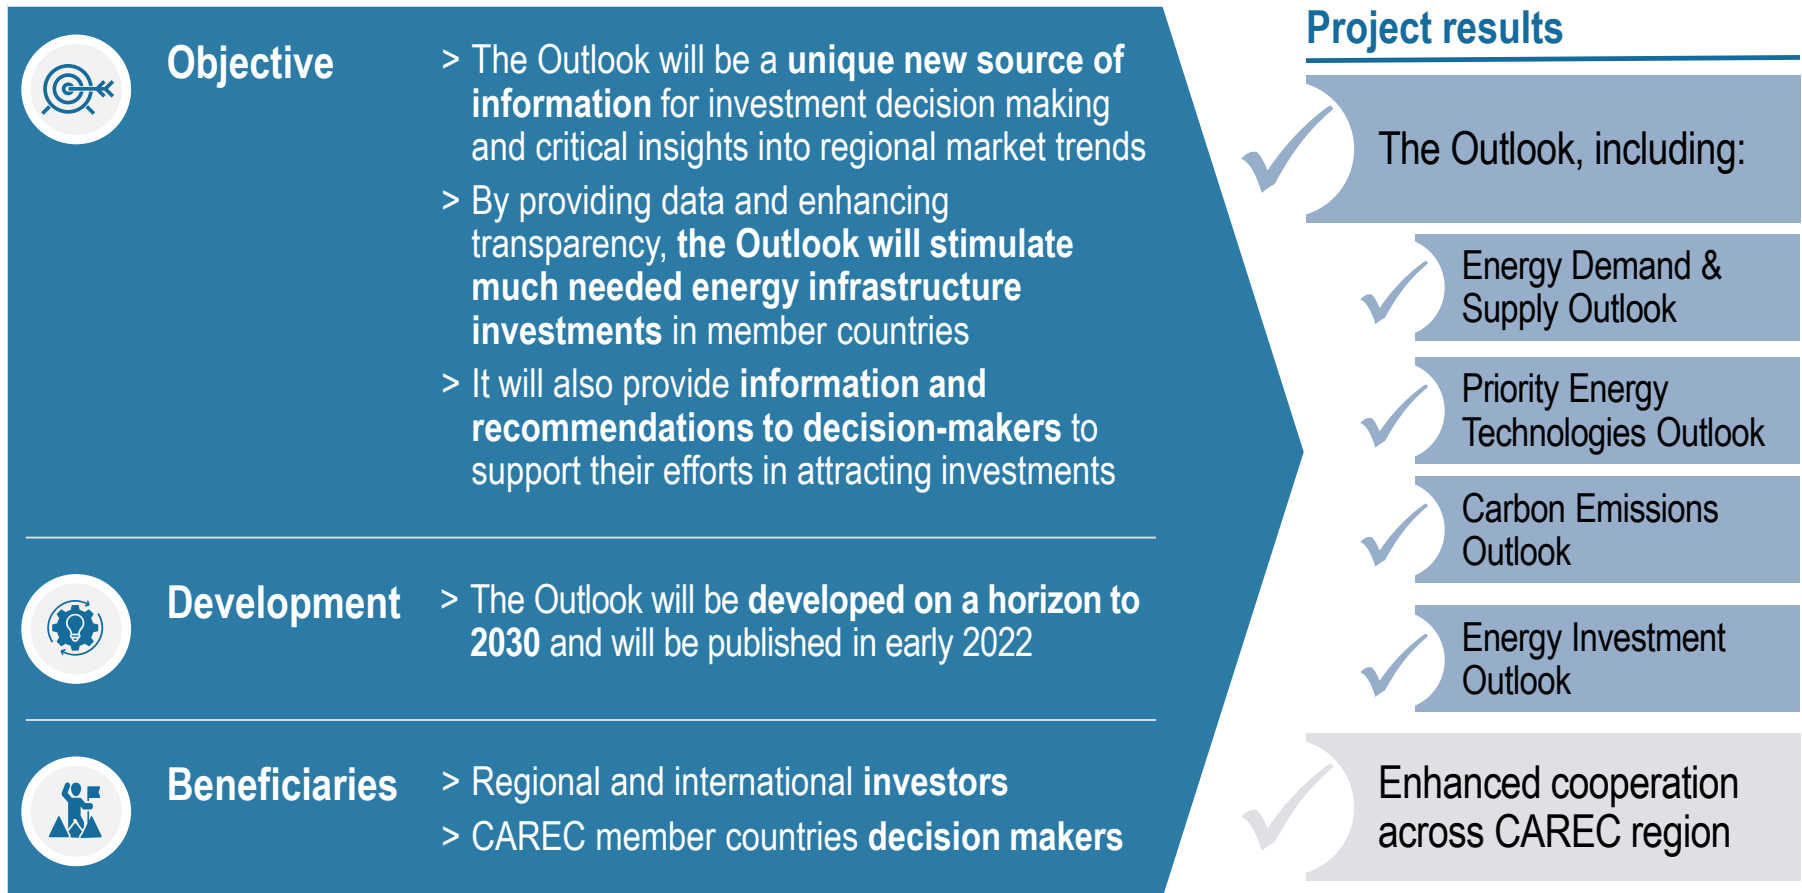 Objective
> The Outlook will be a unique new source of
information for investment decision making
and critical insights into regional market trends
> By providing data and enhancing
transparency, the Outlook will stimulate
much needed energy infrastructure
investments in member countries
> It will also provide information and
recommendations to decision-makers to
support their efforts in attracting investments
Development
> The Outlook will be developed on a horizon to
2030 and will be published in early 2022
Beneficiaries
> Regional and international investors
> CAREC member countries decision makers
Project results
The Outlook, including:
Energy Demand &
Supply Outlook
Priority Energy
Technologies Outlook
Carbon Emissions
Outlook
Energy Investment
Outlook
Enhanced cooperation
across CAREC region